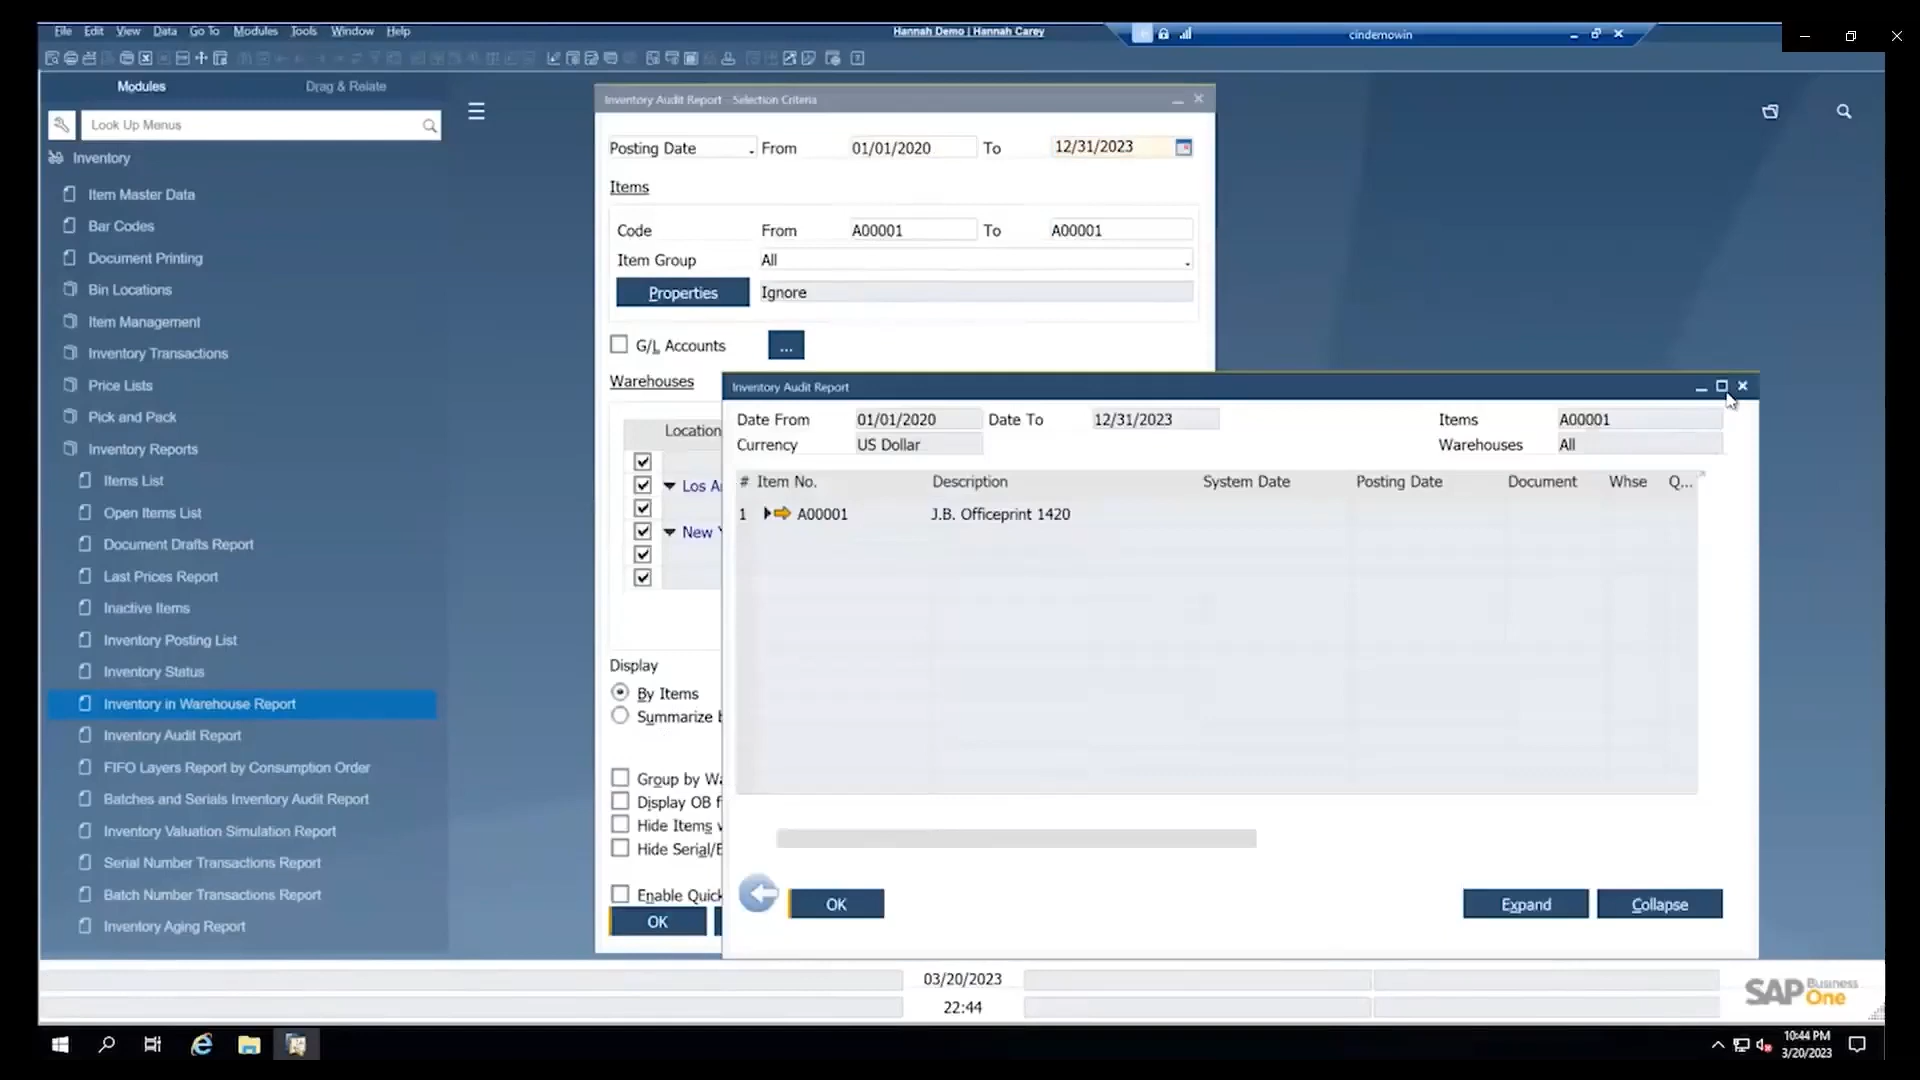 File Edit View Data Go To Modules Tools Window Help
Hannah Demo | Hannah Carey
cindemowin
Modules
Drag & Relate
Look Up Menus
Inventory
Item Master Data
Bar Codes
Document Printing
Bin Locations
Item Management
Inventory Transactions
Price Lists
Pick and Pack
Inventory Reports
Items List
Open Items List
Document Drafts Report
Last Prices Report
Inactive Items
Inventory Posting List
Inventory Status
Inventory in Warehouse Report
Inventory Audit Report
FIFO Layers Report by Consumption Order
Batches and Serials Inventory Audit Report
Inventory Valuation Simulation Report
Serial Number Transactions Report
Batch Number Transactions Report
Inventory Aging Report
Inventory Audit Report - Selection Criteria
Posting Date From 01/01/2020 To 12/31/2023
Items
Code From A00001 To A00001
Item Group All
Properties Ignore
G/L Accounts ...
Warehouses
Location
Los A
New
Display
By Items
Summarize
Group by Wa
Display OB f
Hide Items
Hide Serial/
Enable Quick
OK
Inventory Audit Report
Date From 01/01/2020 Date To 12/31/2023 Items A00001
Currency US Dollar Warehouses All
# Item No. Description System Date Posting Date Document Whse Q...
1 A00001 J.B. Officeprint 1420
OK Expand Collapse
03/20/2023
22:44
SAP Business One
10:44 PM
3/20/2023